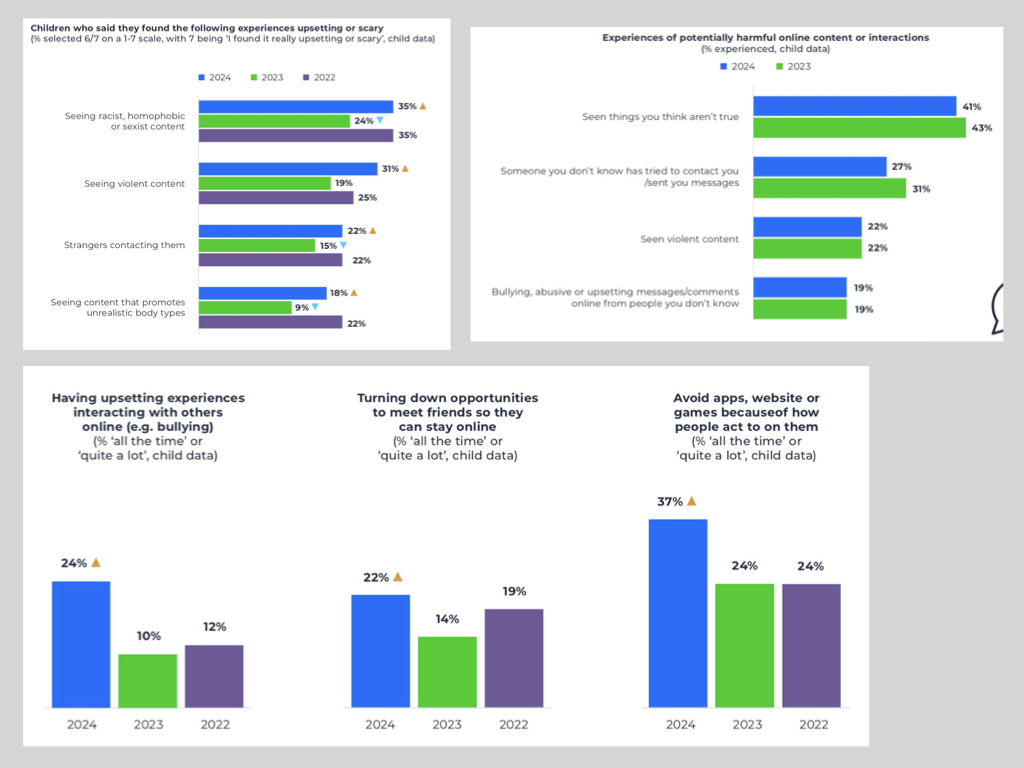 Children who said they found the following experiences upsetting or scary
(% selected 6/7 on a 1-7 scale, with 7 being ‘I found it really upsetting or scary’, child data)
2024 2023 2022
Seeing racist, homophobic
or sexist content
35%
24%
35%
Seeing violent content
31%
19%
25%
Strangers contacting them
22%
15%
22%
Seeing content that promotes
unrealistic body types
18%
9%
22%
Experiences of potentially harmful online content or interactions
(% experienced, child data)
2024 2023
Seen things you think aren’t true
41%
43%
Someone you don’t know has tried to contact you
/sent you messages
27%
31%
Seen violent content
22%
22%
Bullying, abusive or upsetting messages/comments
online from people you don’t know
19%
19%
Having upsetting experiences
interacting with others
online (e.g. bullying)
(% ‘all the time’ or
‘quite a lot’, child data)
24%
10%
12%
2024 2023 2022
Turning down opportunities
to meet friends so they
can stay online
(% ‘all the time’ or
‘quite a lot’, child data)
22%
14%
19%
2024 2023 2022
Avoid apps, website or
games becauseof how
people act to on them
(% ‘all the time’ or
‘quite a lot’, child data)
37%
24%
24%
2024 2023 2022